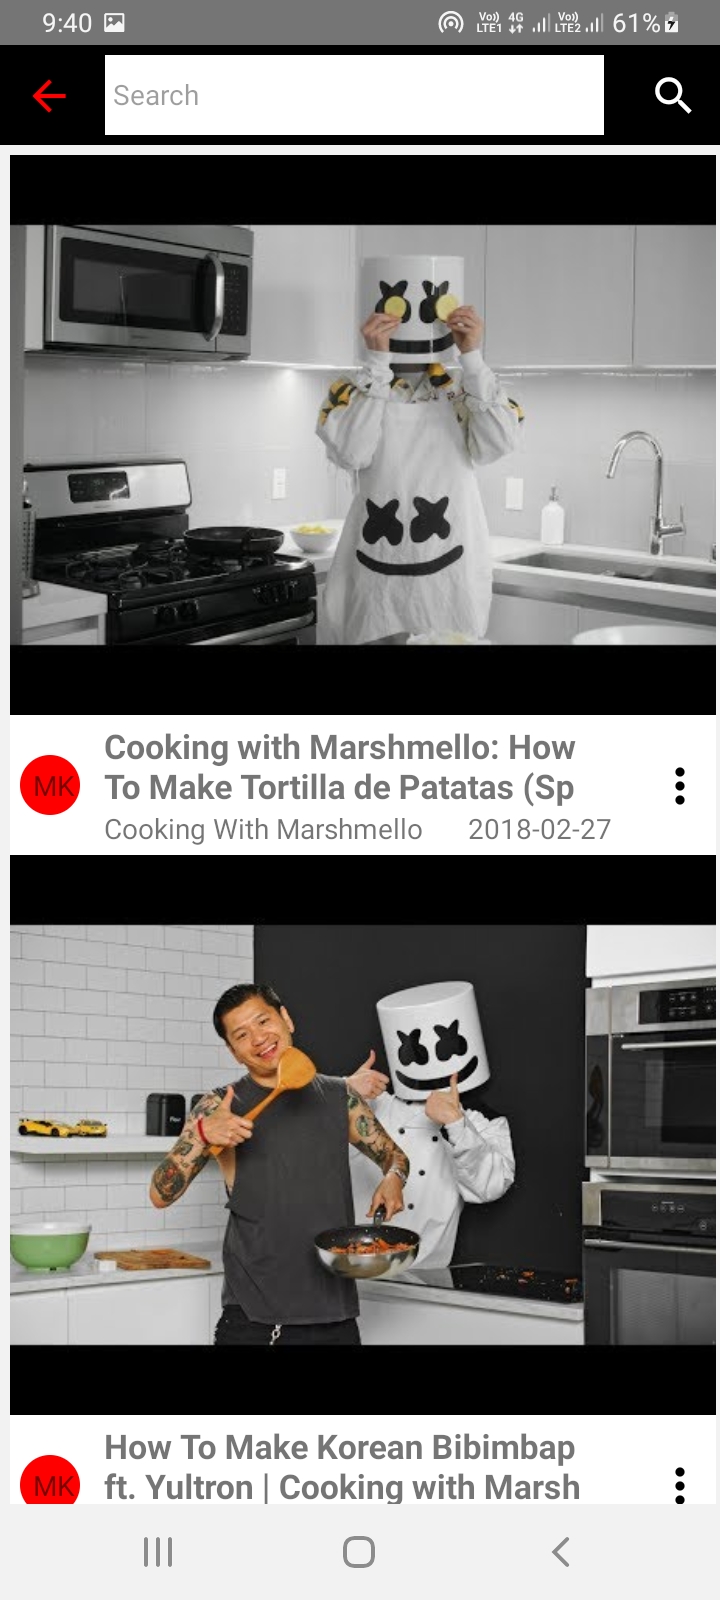 9:40
Vo)) LTE1 4G Vo)) LTE2 61%
Search
Cooking with Marshmello: How
To Make Tortilla de Patatas (Sp
MK
Cooking With Marshmello 2018-02-27
How To Make Korean Bibimbap
ft. Yultron | Cooking with Marsh
MK